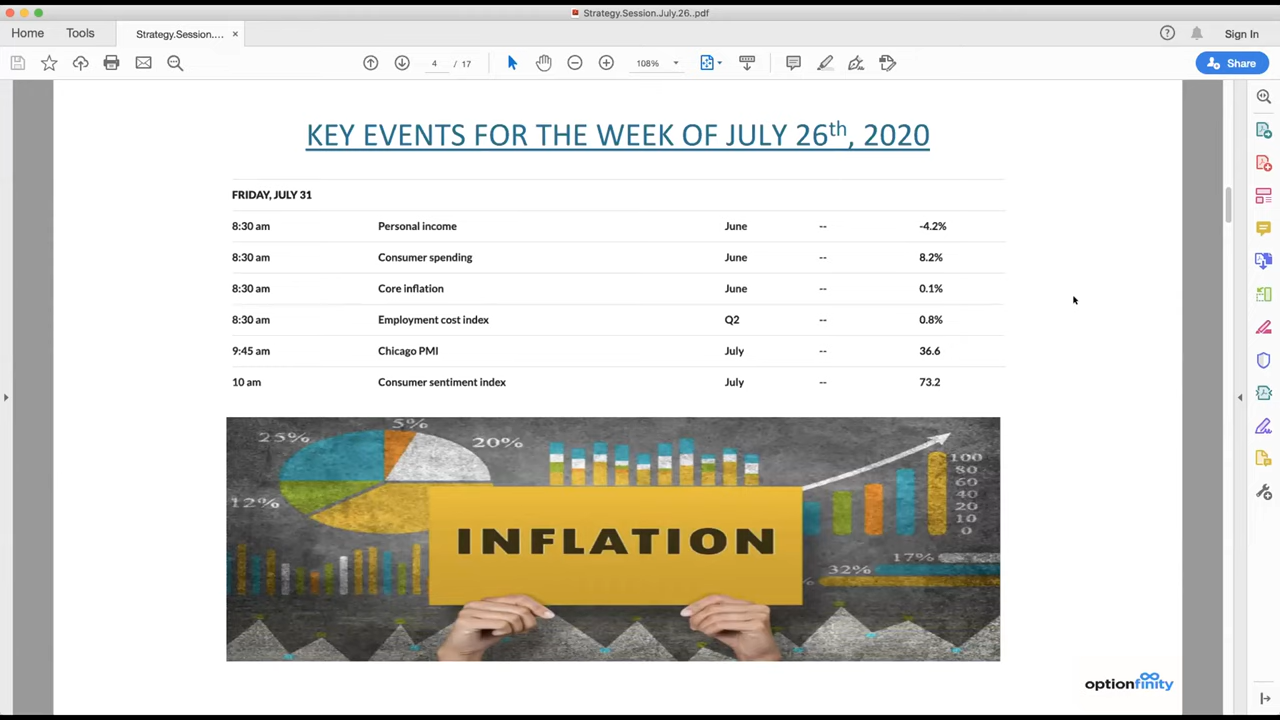 Strategy.Session.July.26..pdf
Home Tools Strategy.Session.... × Sign In
4 / 17 108% Share
KEY EVENTS FOR THE WEEK OF JULY 26th, 2020
FRIDAY, JULY 31
8:30 am Personal income June -- -4.2%
8:30 am Consumer spending June -- 8.2%
8:30 am Core inflation June -- 0.1%
8:30 am Employment cost index Q2 -- 0.8%
9:45 am Chicago PMI July -- 36.6
10 am Consumer sentiment index July -- 73.2
25% 5% 20%
12%
100
80
60
40
20
10
0
INFLATION
17%
32%
optionfinity